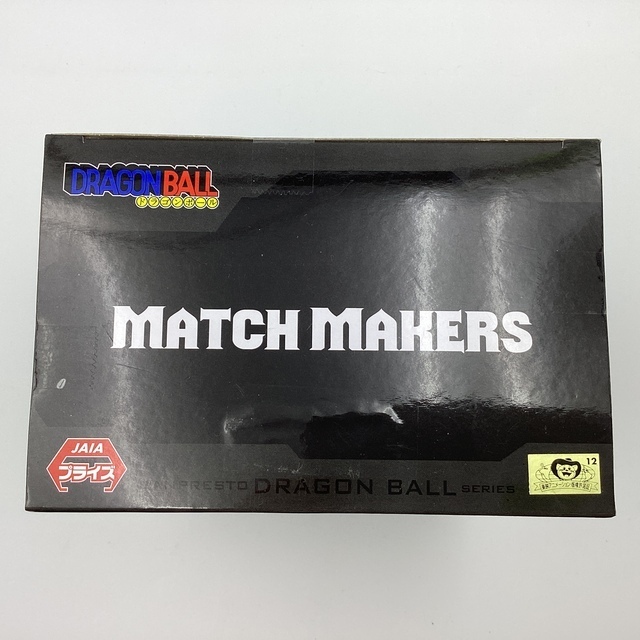 DRAGON BALL
ドラゴンボール
MATCH MAKERS
JAIA
プライズ
PRESTO DRAGON BALL SERIES
12